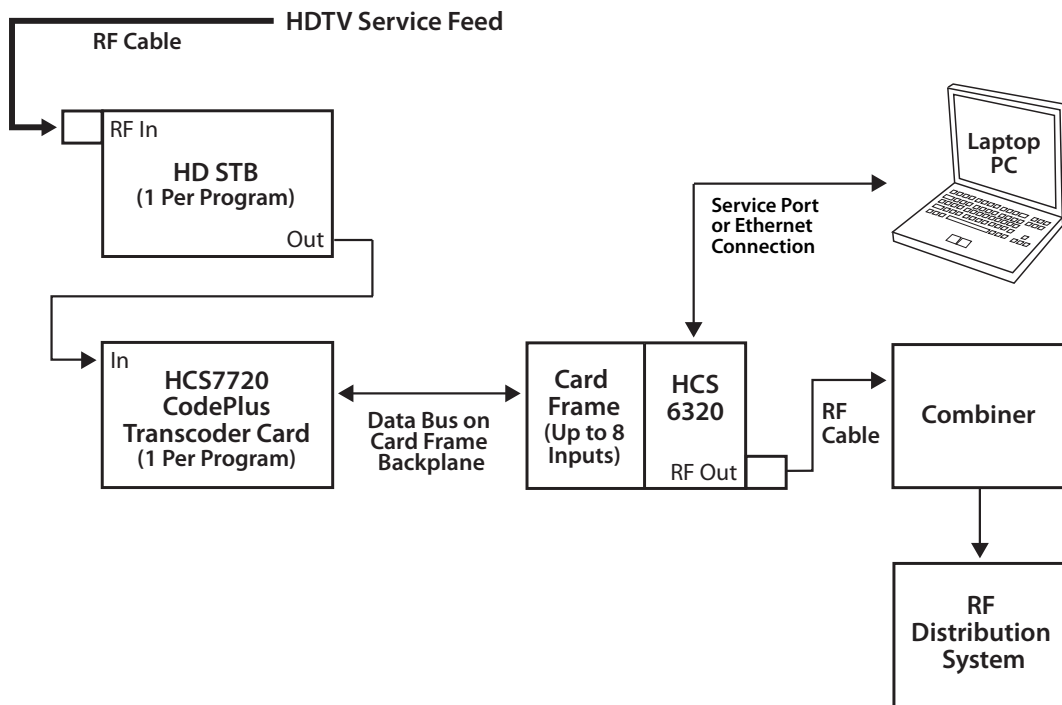 HDTV Service Feed
RF Cable
RF In
HD STB
(1 Per Program)
Out
Laptop
PC
Service Port
or Ethernet
Connection
In
HCS7720
CodePlus
Transcoder Card
(1 Per Program)
Data Bus on
Card Frame
Backplane
Card
Frame
(Up to 8
Inputs)
HCS
6320
RF Out
RF
Cable
Combiner
RF
Distribution
System